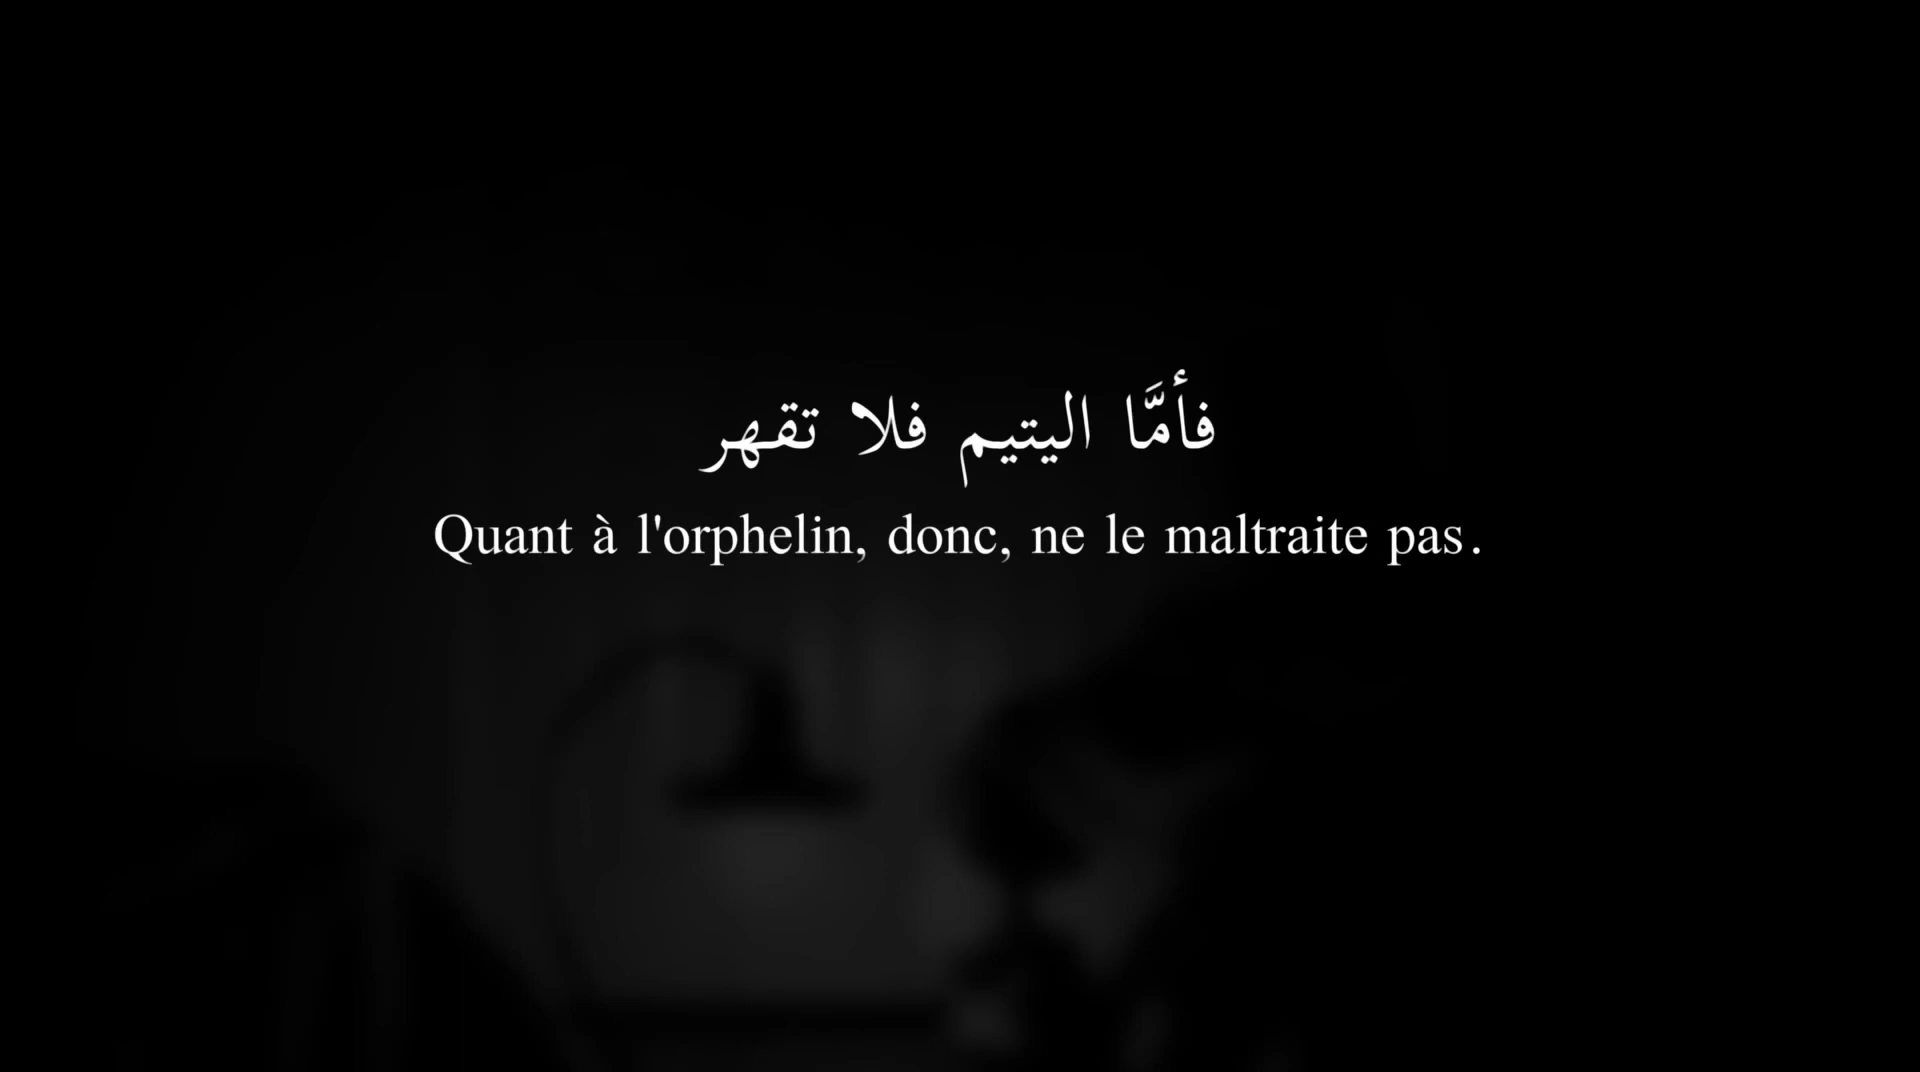 فأمَّا اليتيم فلا تقهر
Quant à l'orphelin, donc, ne le maltraite pas.